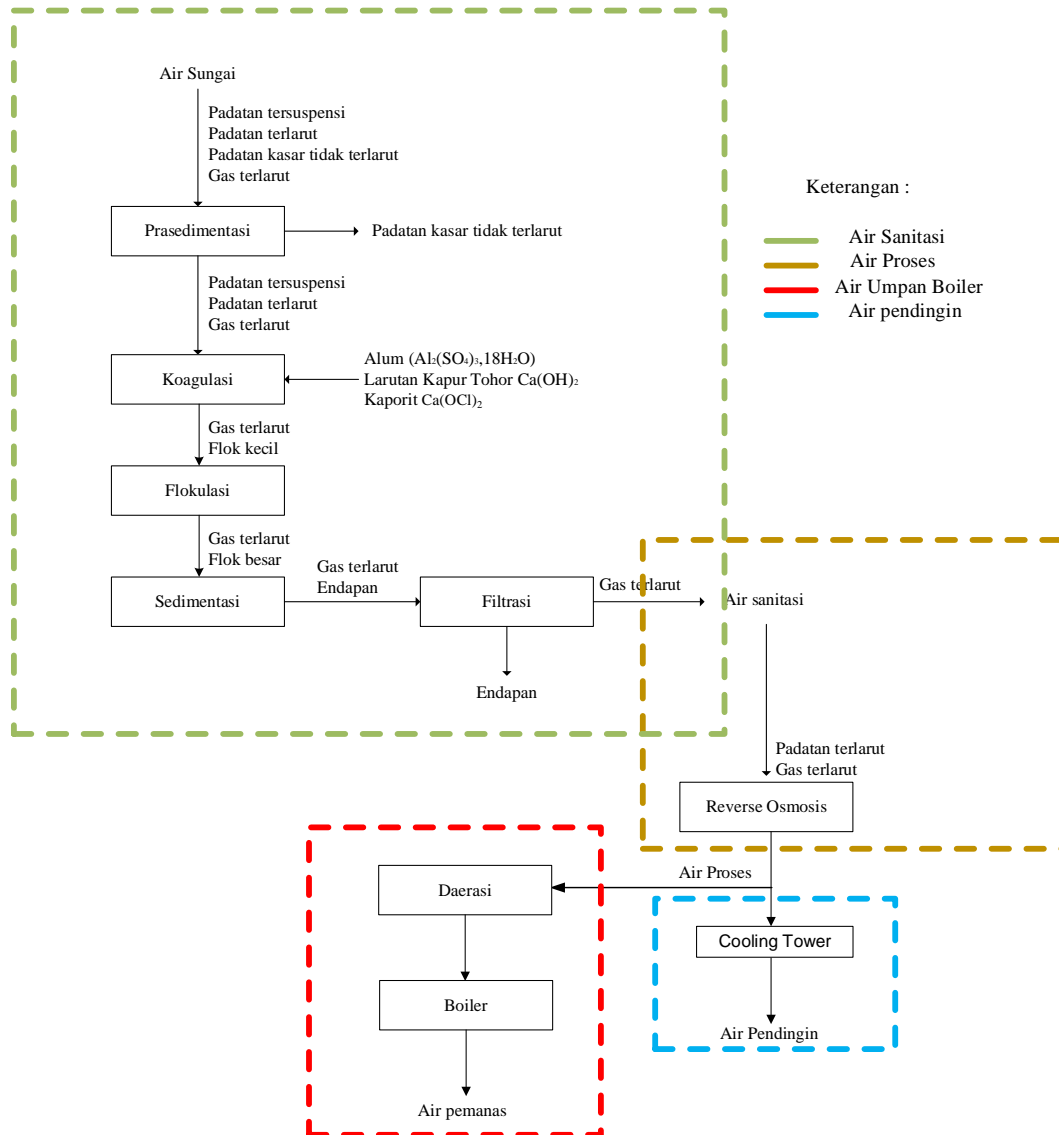 Air Sungai
Padatan tersuspensi
Padatan terlarut
Padatan kasar tidak terlarut
Gas terlarut
Prasedimentasi
Padatan kasar tidak terlarut
Padatan tersuspensi
Padatan terlarut
Gas terlarut
Koagulasi
Alum (Al₂(SO₄)₃,18H₂O)
Larutan Kapur Tohor Ca(OH)₂
Kaporit Ca(OCl)₂
Gas terlarut
Flok kecil
Flokulasi
Gas terlarut
Flok besar
Sedimentasi
Gas terlarut
Endapan
Filtrasi
Gas terlarut
Air sanitasi
Endapan
Keterangan :
Air Sanitasi
Air Proses
Air Umpan Boiler
Air pendingin
Padatan terlarut
Gas terlarut
Reverse Osmosis
Air Proses
Daerasi
Boiler
Air pemanas
Cooling Tower
Air Pendingin